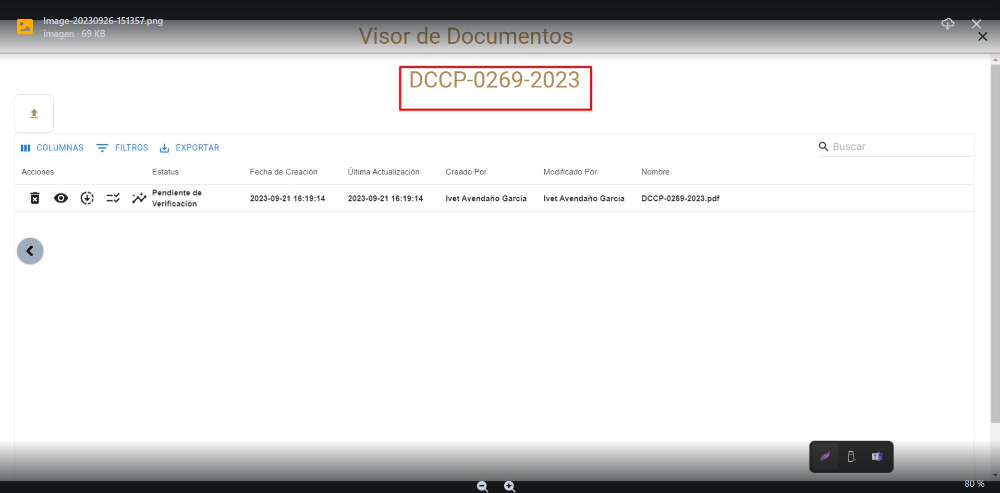 Image-20230926-151357.png
imagen · 69 KB
Visor de Documentos
DCCP-0269-2023
COLUMNAS FILTROS EXPORTAR Buscar
Acciones Estatus Fecha de Creación Última Actualización Creado Por Modificado Por Nombre
Pendiente de
Verificación 2023-09-21 16:19:14 2023-09-21 16:19:14 Ivet Avendaño García Ivet Avendaño García DCCP-0269-2023.pdf
80 %